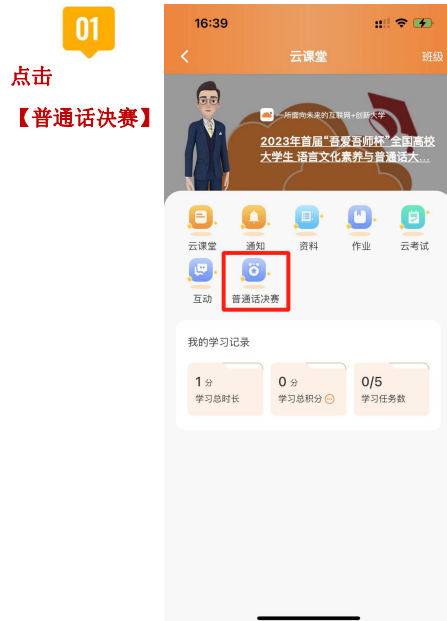 01
点击
【普通话决赛】
16:39
云课堂
班级
一所面向未来的互联网+创新大学
2023年首届“吾爱吾师杯”全国高校
大学生 语言文化素养与普通话大...
云课堂 通知 资料 作业 云考试
互动 普通话决赛
我的学习记录
1 分 0 分 0/5
学习总时长 学习总积分 学习任务数